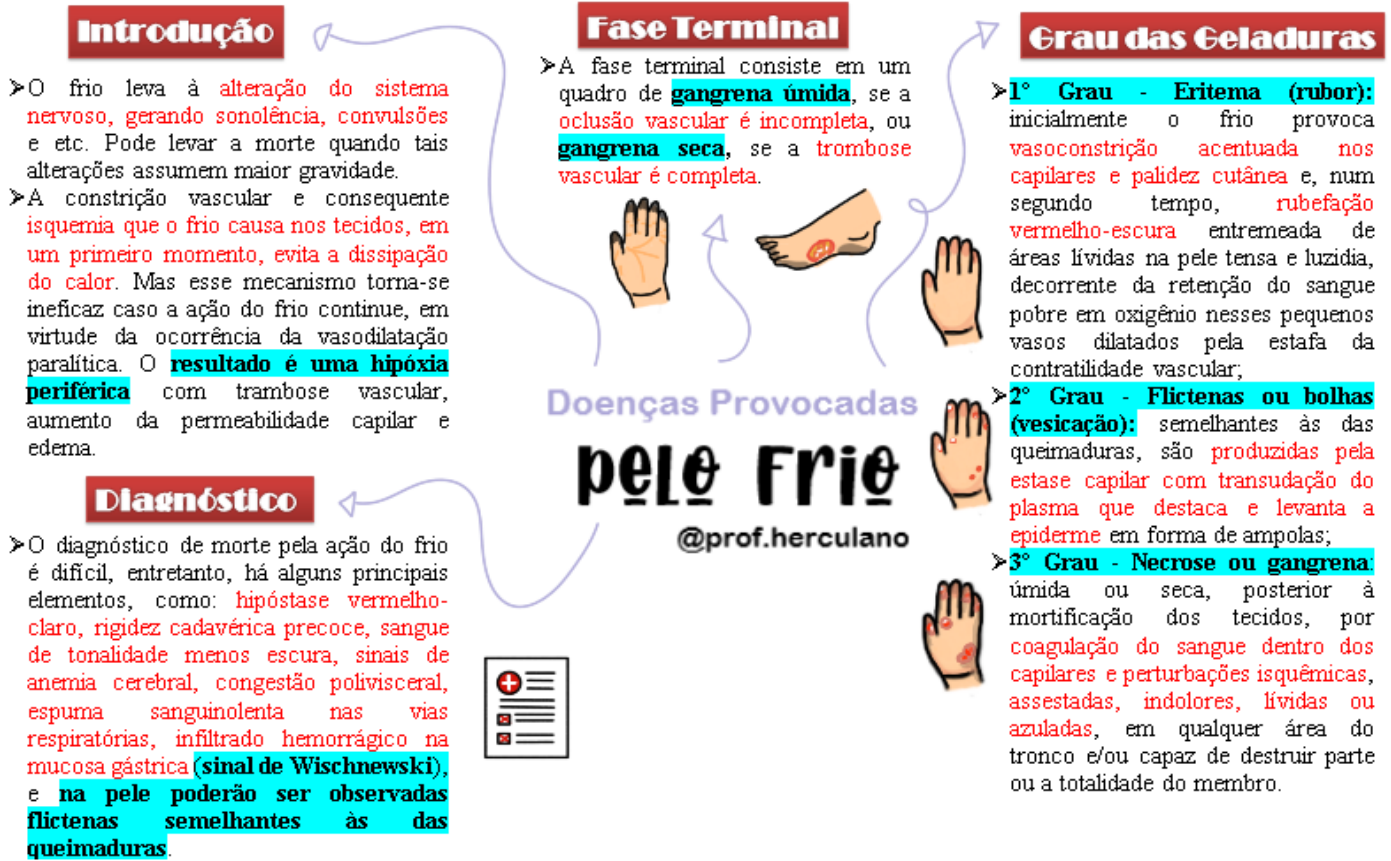 Introdução
➤O frio leva à alteração do sistema
nervoso, gerando sonolência, convulsões
e etc. Pode levar a morte quando tais
alterações assumem maior gravidade.
➤A constrição vascular e consequente
isquemia que o frio causa nos tecidos, em
um primeiro momento, evita a dissipação
do calor. Mas esse mecanismo torna-se
ineficaz caso a ação do frio continue, em
virtude da ocorrência da vasodilatação
paralítica. O resultado é uma hipóxia
periférica com trambose vascular,
aumento da permeabilidade capilar e
edema.
Diagnóstico
➤O diagnóstico de morte pela ação do frio
é difícil, entretanto, há alguns principais
elementos, como: hipóstase vermelho-
claro, rigidez cadavérica precoce, sangue
de tonalidade menos escura, sinais de
anemia cerebral, congestão polivisceral,
espuma sanguinolenta nas vias
respiratórias, infiltrado hemorrágico na
mucosa gástrica (sinal de Wischnewski),
e na pele poderão ser observadas
flictenas semelhantes às das
queimaduras.
Fase Terminal
➤A fase terminal consiste em um
quadro de gangrena úmida, se a
oclusão vascular é incompleta, ou
gangrena seca, se a trombose
vascular é completa.
Doenças Provocadas
pelo Frio
@prof.herculano
Grau das Geladuras
➤1° Grau - Eritema (rubor):
inicialmente o frio provoca
vasoconstrição acentuada nos
capilares e palidez cutânea e, num
segundo tempo, rubefação
vermelho-escura entremeada de
áreas lívidas na pele tensa e luzidia,
decorrente da retenção do sangue
pobre em oxigênio nesses pequenos
vasos dilatados pela estafa da
contratilidade vascular;
➤2° Grau - Flictenas ou bolhas
(vesicação): semelhantes às das
queimaduras, são produzidas pela
estase capilar com transudação do
plasma que destaca e levanta a
epiderme em forma de ampolas;
➤3° Grau - Necrose ou gangrena:
úmida ou seca, posterior à
mortificação dos tecidos, por
coagulação do sangue dentro dos
capilares e perturbações isquêmicas,
assestadas, indolores, lívidas ou
azuladas, em qualquer área do
tronco e/ou capaz de destruir parte
ou a totalidade do membro.